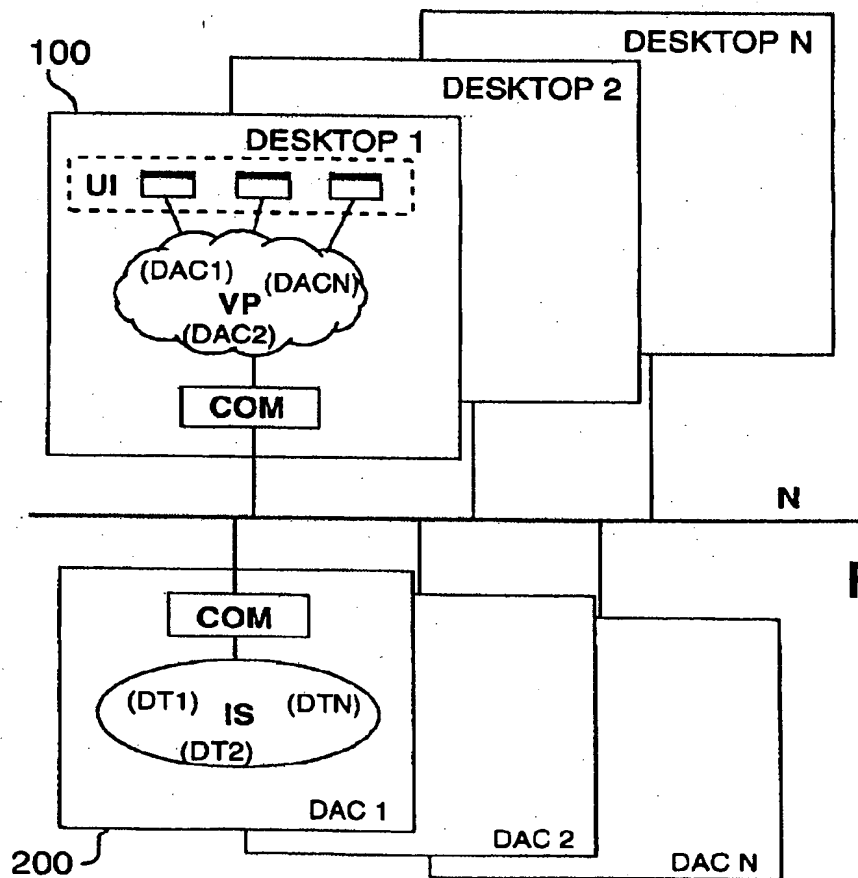 DESKTOP N
100
DESKTOP 2
DESKTOP 1
UI
(DAC1)
(DACN)
VP
(DAC2)
COM
N
COM
(DT1)
IS
(DTN)
(DT2)
DAC 1
DAC 2
200
DAC N